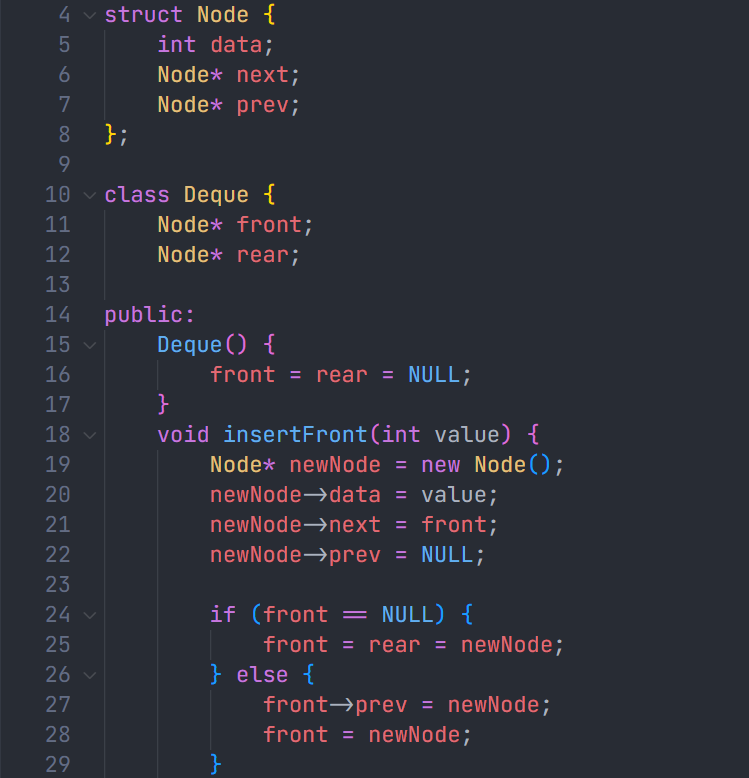 4 struct Node {
5     int data;
6     Node* next;
7     Node* prev;
8 };
9
10 class Deque {
11     Node* front;
12     Node* rear;
13
14 public:
15     Deque() {
16         front = rear = NULL;
17     }
18     void insertFront(int value) {
19         Node* newNode = new Node();
20         newNode->data = value;
21         newNode->next = front;
22         newNode->prev = NULL;
23
24         if (front == NULL) {
25             front = rear = newNode;
26         } else {
27             front->prev = newNode;
28             front = newNode;
29         }